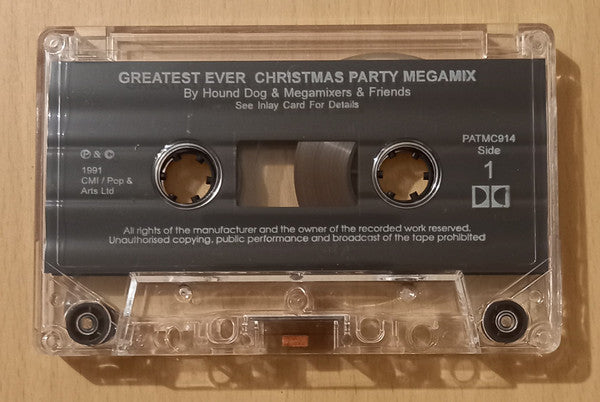 GREATEST EVER CHRISTMAS PARTY MEGAMIX
By Hound Dog & Megamixers & Friends
See Inlay Card For Details
℗ & ©
1991
CMI / Pop &
Arts Ltd
PATMC914
Side
1
All rights of the manufacturer and the owner of the recorded work reserved.
Unauthorised copying, public performance and broadcast of the tape prohibited